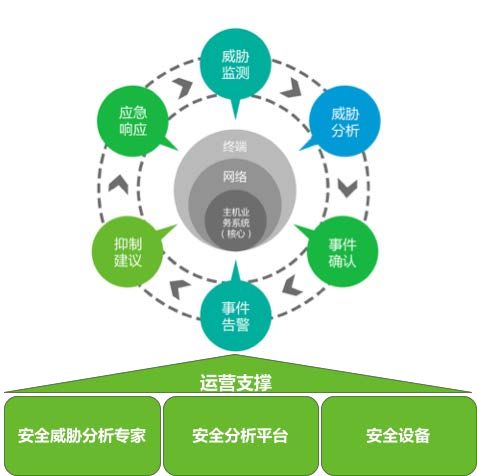 威胁
监测
应急
响应
威胁
分析
终端
网络
主机业
务系统
（核心）
抑制
建议
事件
确认
事件
告警
运营支撑
安全威胁分析专家
安全分析平台
安全设备